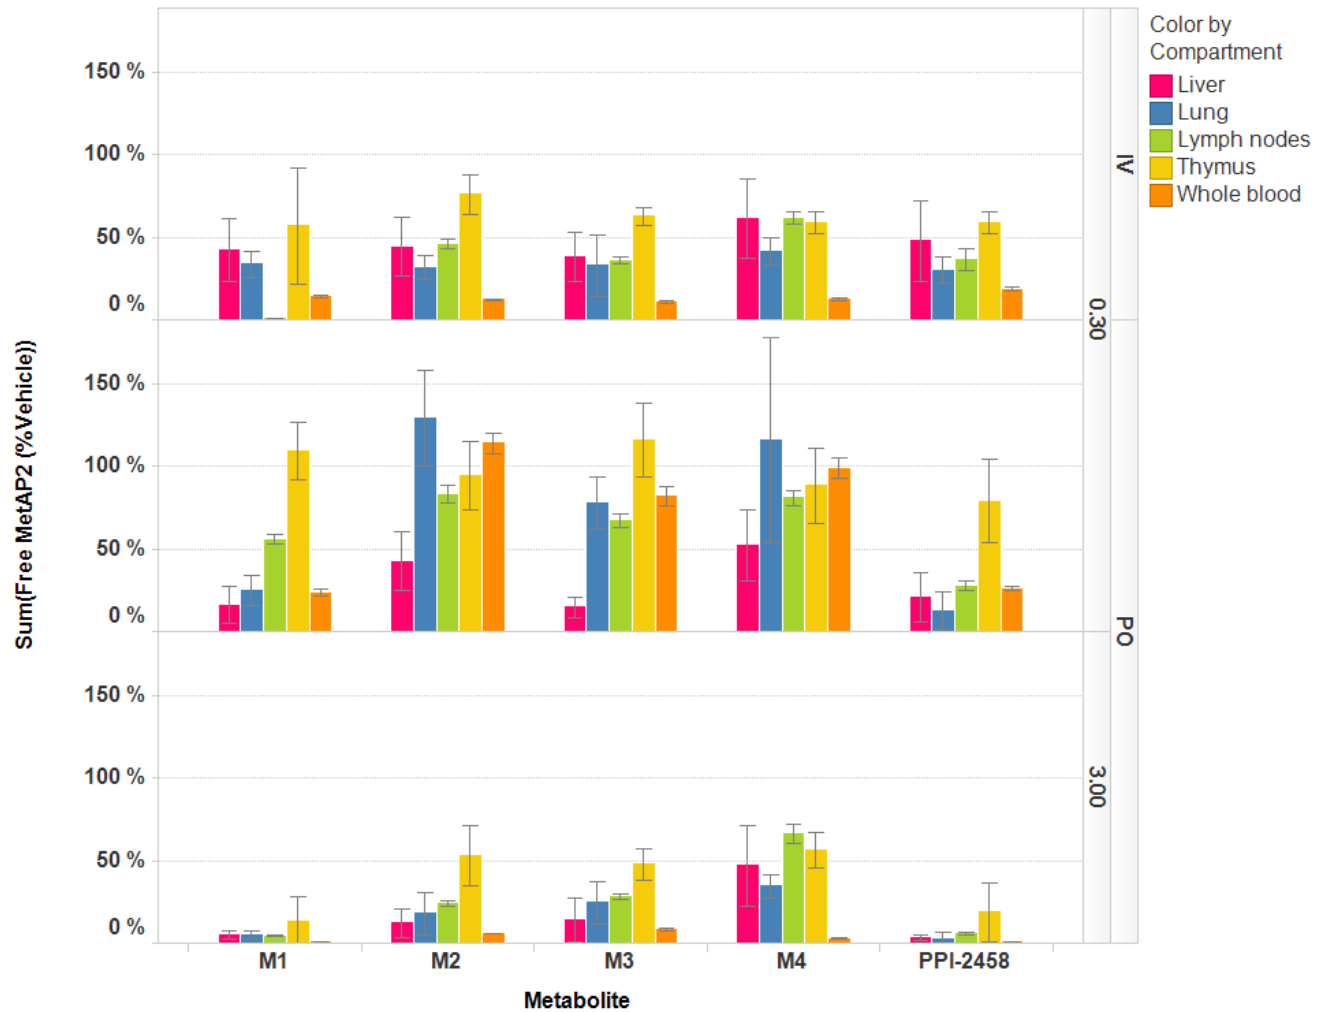 Color by
Compartment
Liver
Lung
Lymph nodes
Thymus
Whole blood
Sum(Free MetAP2 (%Vehicle))
150 %
100 %
50 %
0 %
IV
0.30
150 %
100 %
50 %
0 %
PO
150 %
100 %
50 %
0 %
3.00
M1
M2
M3
M4
PPI-2458
Metabolite